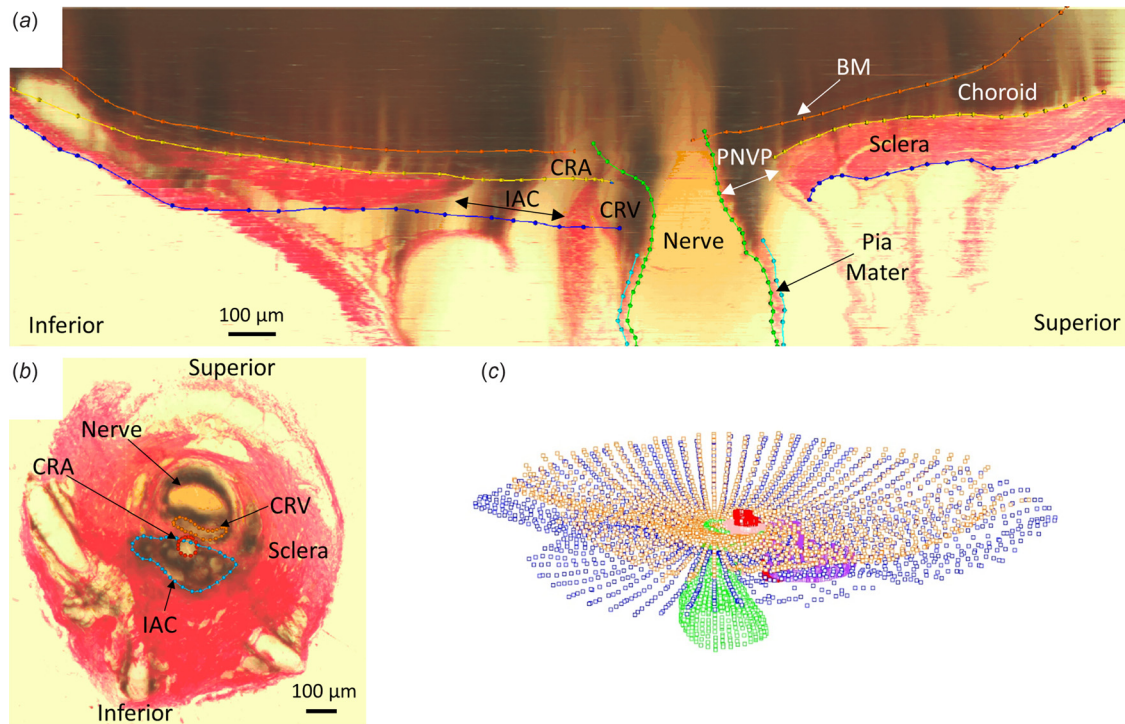 (a)
BM
Choroid
Sclera
PNVP
CRA
IAC
CRV
Nerve
Pia
Mater
Inferior
100 µm
Superior
(b)
Superior
Nerve
CRA
CRV
Sclera
IAC
Inferior
100 µm
(c)